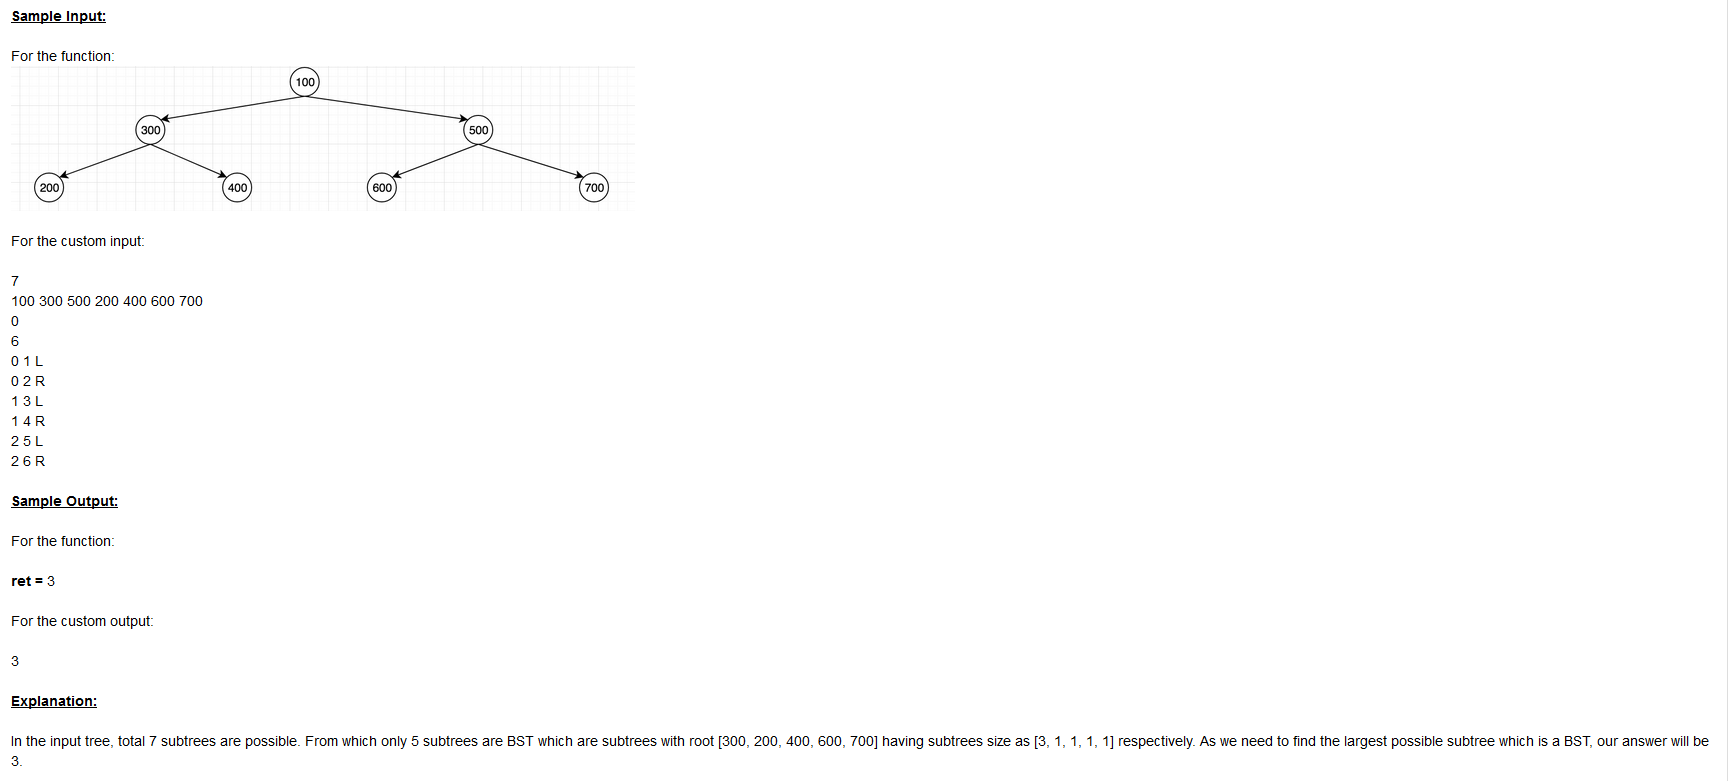 Sample Input:
For the function:
100
300
500
200
400
600
700
For the custom input:
7
100 300 500 200 400 600 700
0
6
0 1 L
0 2 R
1 3 L
1 4 R
2 5 L
2 6 R
Sample Output:
For the function:
ret = 3
For the custom output:
3
Explanation:
In the input tree, total 7 subtrees are possible. From which only 5 subtrees are BST which are subtrees with root [300, 200, 400, 600, 700] having subtrees size as [3, 1, 1, 1, 1] respectively. As we need to find the largest possible subtree which is a BST, our answer will be
3.